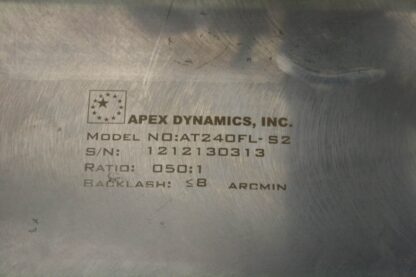 APEX DYNAMICS, INC.
MODEL NO:AT240FL-S2
S/N: 1212130313
RATIO: 050:1
BACKLASH: ≤8 ARCMIN